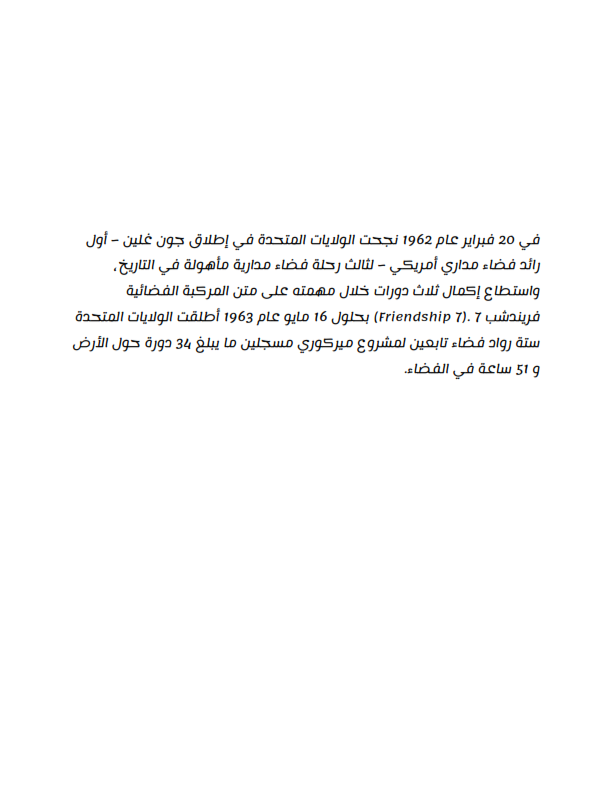 في 20 فبراير عام 1962 نجحت الولايات المتحدة في إطلاق جون غلين – أول
رائد فضاء مداري أمريكي – لثالث رحلة فضاء مدارية مأهولة في التاريخ،
واستطاع إكمال ثلاث دورات خلال مهمته على متن المركبة الفضائية
فريندشب 7 .(Friendship 7) بحلول 16 مايو عام 1963 أطلقت الولايات المتحدة
ستة رواد فضاء تابعين لمشروع ميركوري مسجلين ما يبلغ 34 دورة حول الأرض
و 51 ساعة في الفضاء.